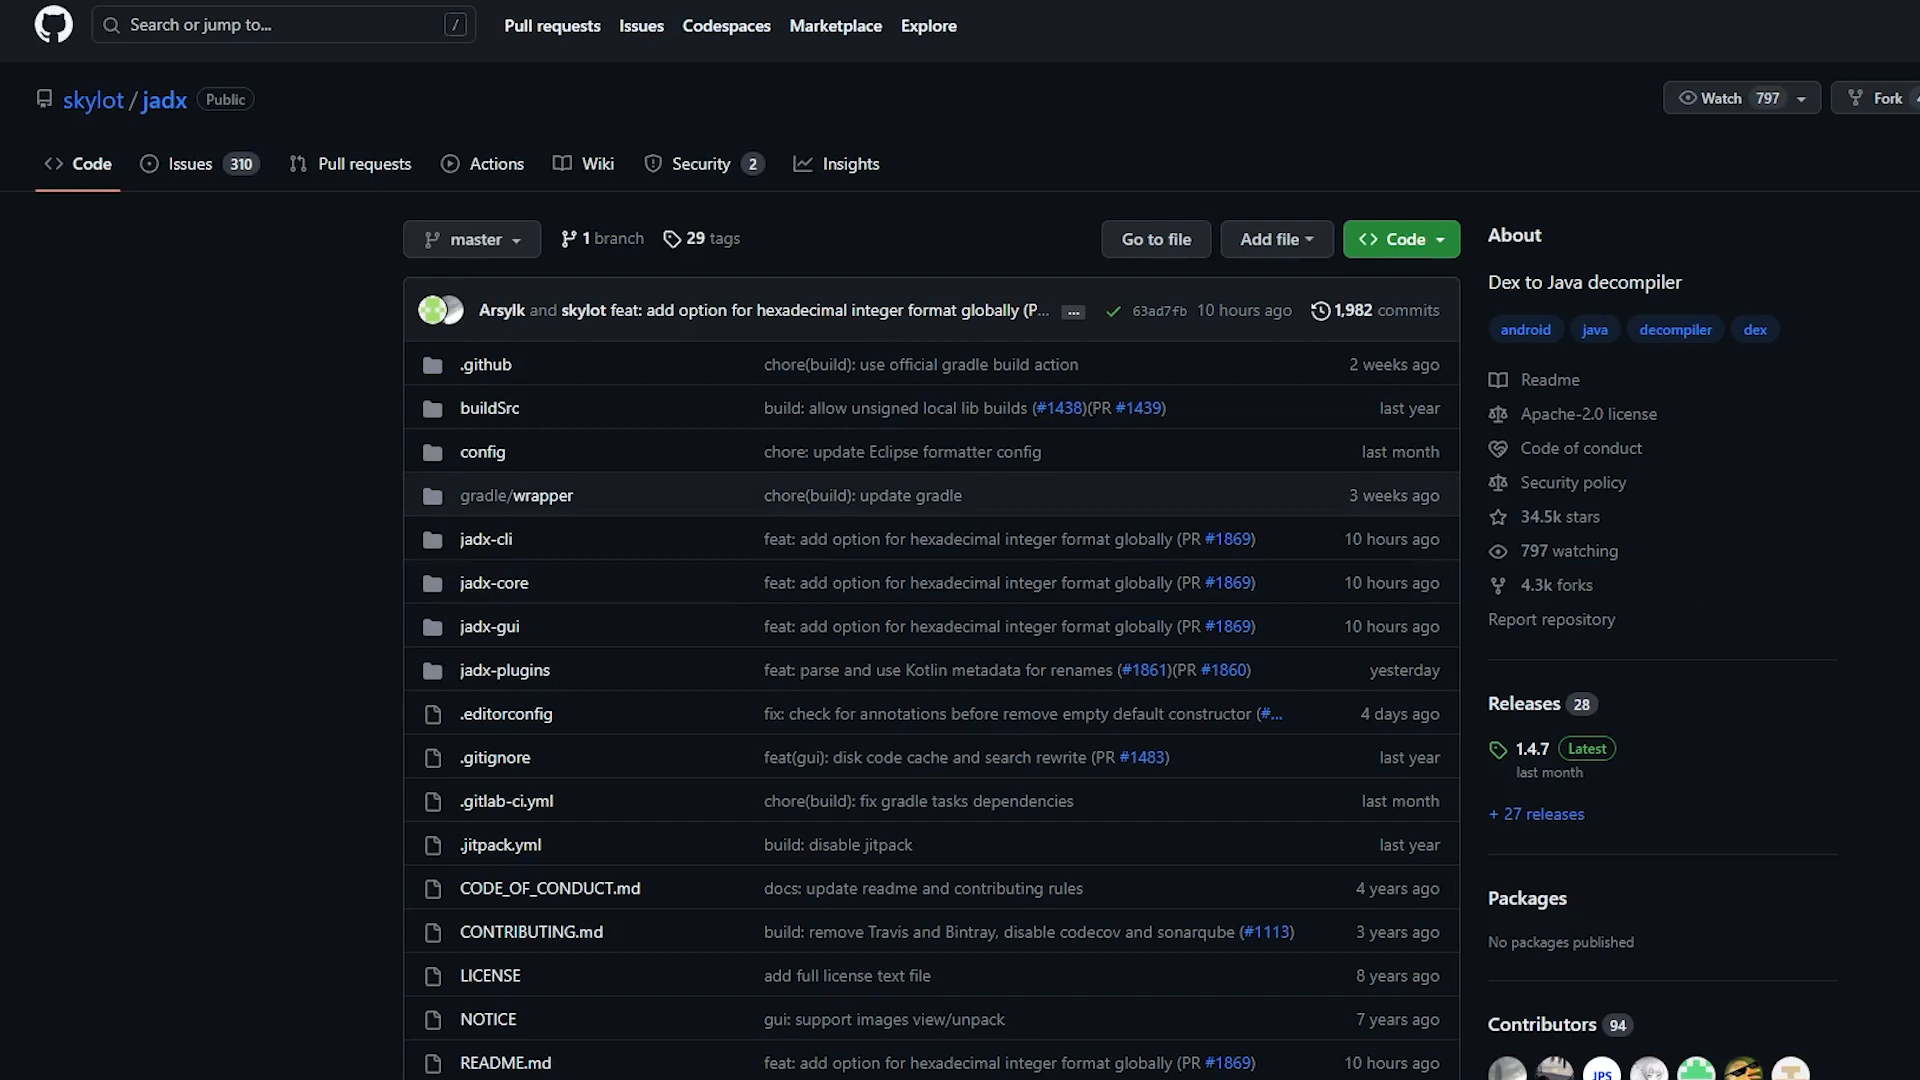 Search or jump to... /
Pull requests Issues Codespaces Marketplace Explore
skylot / jadx Public
Watch 797 Fork
Code Issues 310 Pull requests Actions Wiki Security 2 Insights
master 1 branch 29 tags Go to file Add file Code
Arsylk and skylot feat: add option for hexadecimal integer format globally (P... ... 63ad7fb 10 hours ago 1,982 commits
.github chore(build): use official gradle build action 2 weeks ago
buildSrc build: allow unsigned local lib builds (#1438)(PR #1439) last year
config chore: update Eclipse formatter config last month
gradle/wrapper chore(build): update gradle 3 weeks ago
jadx-cli feat: add option for hexadecimal integer format globally (PR #1869) 10 hours ago
jadx-core feat: add option for hexadecimal integer format globally (PR #1869) 10 hours ago
jadx-gui feat: add option for hexadecimal integer format globally (PR #1869) 10 hours ago
jadx-plugins feat: parse and use Kotlin metadata for renames (#1861)(PR #1860) yesterday
.editorconfig fix: check for annotations before remove empty default constructor (#... 4 days ago
.gitignore feat(gui): disk code cache and search rewrite (PR #1483) last year
.gitlab-ci.yml chore(build): fix gradle tasks dependencies last month
.jitpack.yml build: disable jitpack last year
CODE_OF_CONDUCT.md docs: update readme and contributing rules 4 years ago
CONTRIBUTING.md build: remove Travis and Bintray, disable codecov and sonarqube (#1113) 3 years ago
LICENSE add full license text file 8 years ago
NOTICE gui: support images view/unpack 7 years ago
README.md feat: add option for hexadecimal integer format globally (PR #1869) 10 hours ago
About
Dex to Java decompiler
android java decompiler dex
Readme
Apache-2.0 license
Code of conduct
Security policy
34.5k stars
797 watching
4.3k forks
Report repository
Releases 28
1.4.7 Latest
last month
+ 27 releases
Packages
No packages published
Contributors 94
JPS